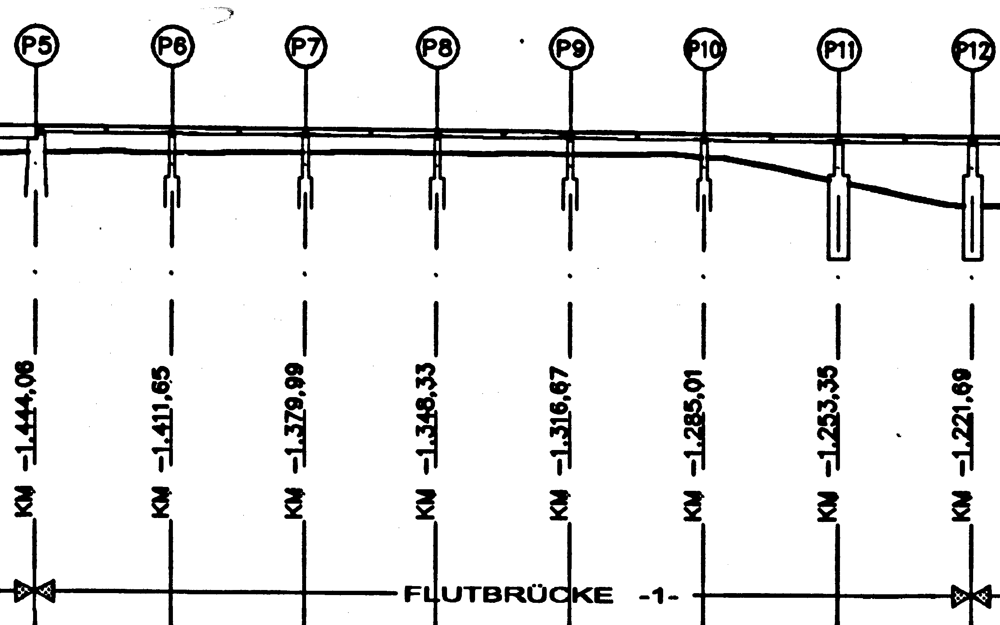 P5 P6 P7 P8 P9 P10 P11 P12
KM -1.444,08
KM -1.411,65
KM -1.379,99
KM -1.348,33
KM -1.316,67
KM -1.285,01
KM -1.253,35
KM -1.221,69
FLUTBRÜCKE -1-